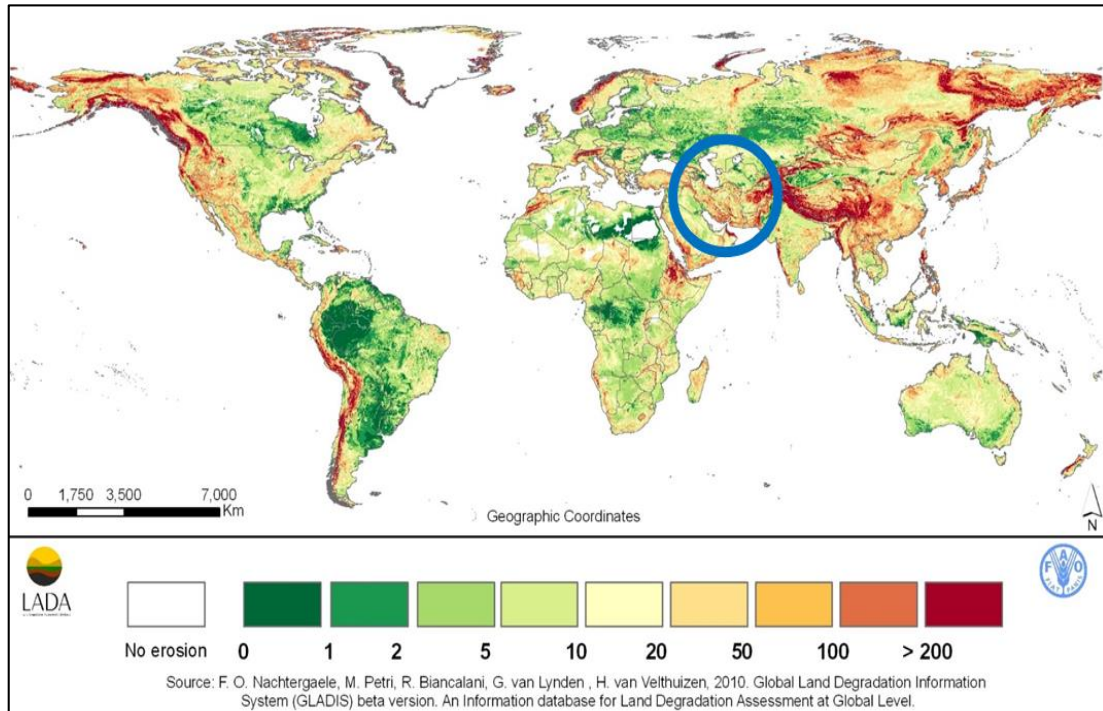 0 1,750 3,500 7,000
Km
Geographic Coordinates
N
LADA
F A O
FIAT PANIS
No erosion 0 1 2 5 10 20 50 100 > 200
Source: F. O. Nachtergaele, M. Petri, R. Biancalani, G. van Lynden , H. van Velthuizen, 2010. Global Land Degradation Information
System (GLADIS) beta version. An Information database for Land Degradation Assessment at Global Level.